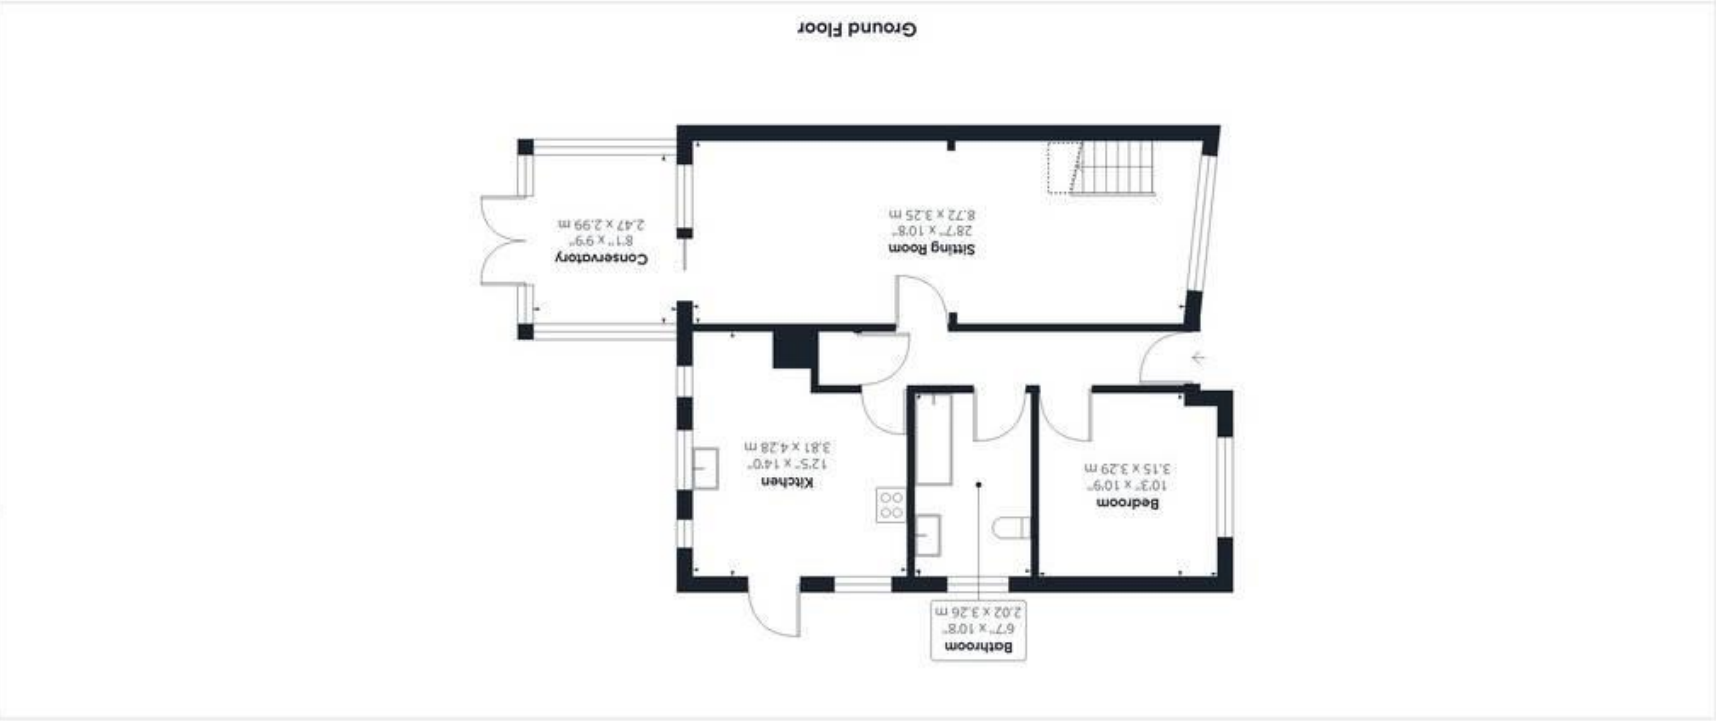 Bathroom
6'7" x 10'8"
2.02 x 3.26 m
Bedroom
10'3" x 10'9"
3.15 x 3.29 m
Kitchen
12'5" x 14'0"
3.81 x 4.28 m
Sitting Room
28'7" x 10'8"
8.72 x 3.25 m
Conservatory
8'1" x 9'9"
2.47 x 2.99 m
Ground Floor